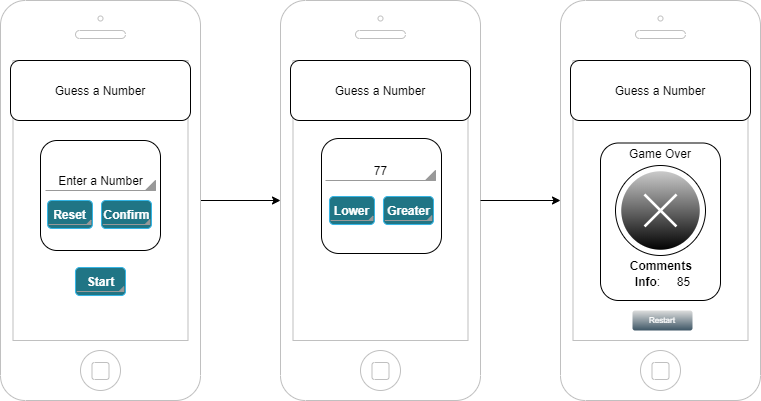 Guess a Number
Enter a Number
Reset Confirm
Start
Guess a Number
77
Lower Greater
Guess a Number
Game Over
Comments
Info: 85
Restart